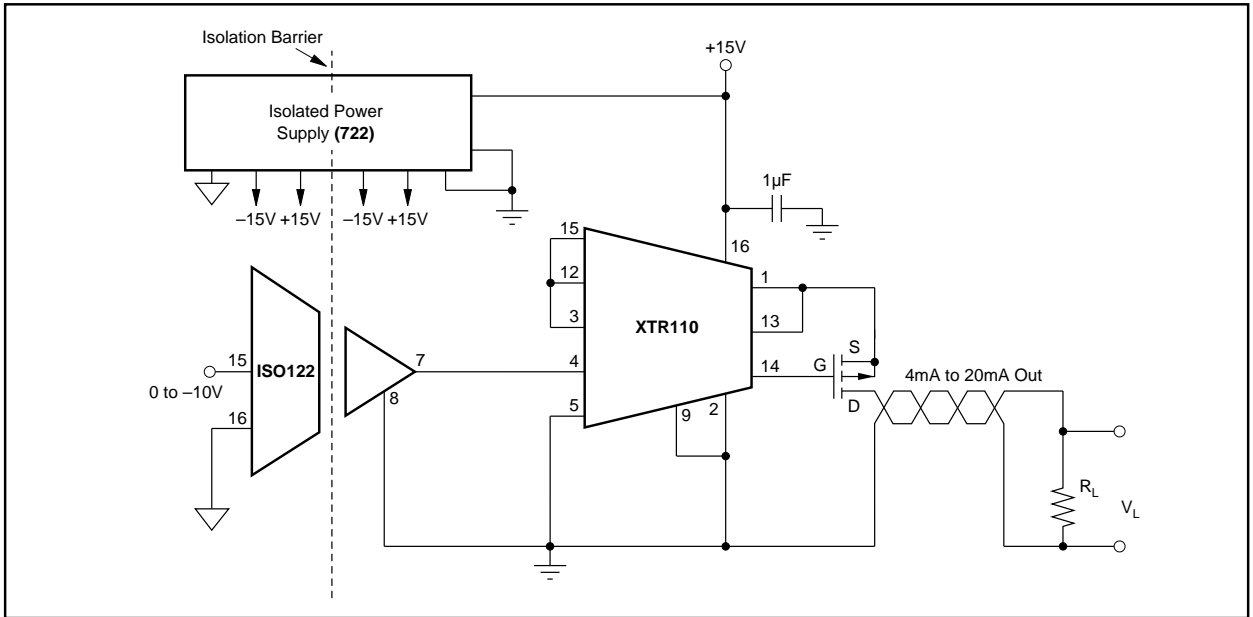 Isolation Barrier
+15V
Isolated Power
Supply (722)
1µF
–15V +15V –15V +15V
15
16
12
1
3
XTR110
13
S
15
ISO122
7
4
14
G
4mA to 20mA Out
0 to –10V
8
D
16
5
9
2
R_L
V_L